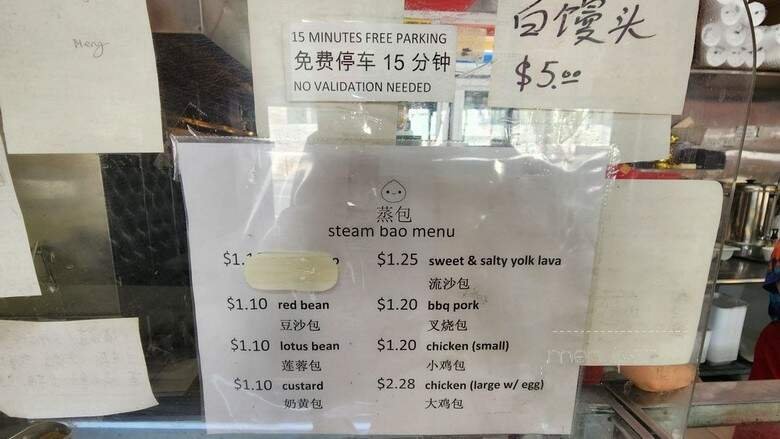 Meng
15 MINUTES FREE PARKING
免费停车 15 分钟
NO VALIDATION NEEDED
白馒头
$5.00
蒸包
steam bao menu
$1.25 sweet & salty yolk lava
流沙包
$1.10 red bean
豆沙包
$1.20 bbq pork
叉烧包
$1.10 lotus bean
莲蓉包
$1.20 chicken (small)
小鸡包
$1.10 custard
奶黄包
$2.28 chicken (large w/ egg)
大鸡包